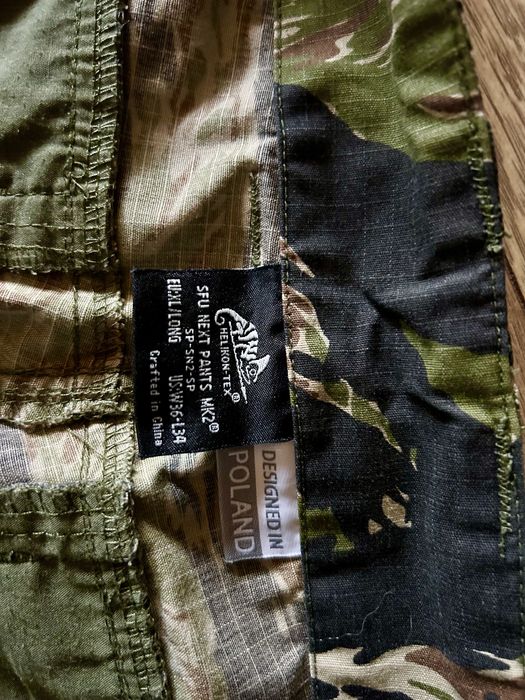 HELIKON-TEX®
SFU NEXT PANTS MK2®
SP-SN2-SP
EU:XL/LONG US:W36-L34
Crafted in China
DESIGNED IN
POLAND